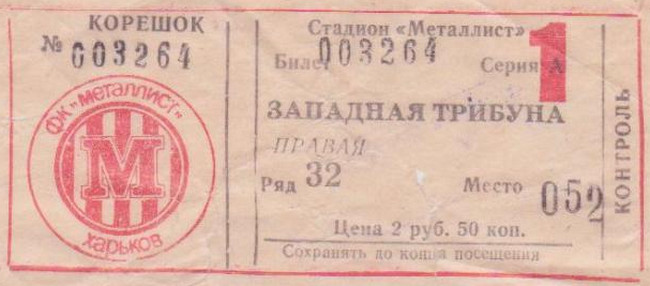 КОРЕШОК
№ 003264
ФК "МЕТАЛЛИСТ"
М
ХАРЬКОВ
Стадион «Металлист»
Билет 003264 Серия А
1
ЗАПАДНАЯ ТРИБУНА
ПРАВАЯ
Ряд 32 Место 052
Цена 2 руб. 50 коп.
Сохранять до конца посещения
КОНТРОЛЬ